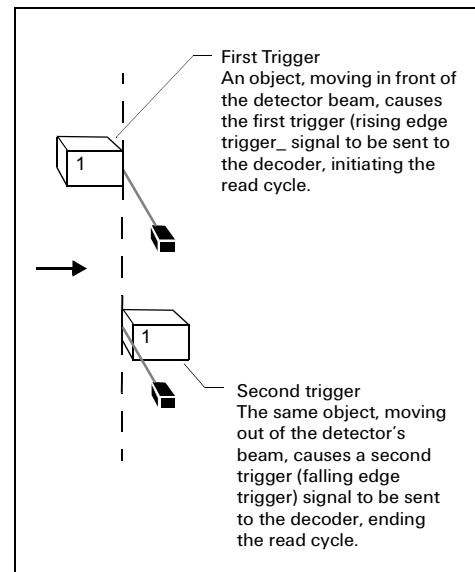 First Trigger
An object, moving in front of
the detector beam, causes
the first trigger (rising edge
trigger_ signal to be sent to
the decoder, initiating the
read cycle.
1
1
Second trigger
The same object, moving
out of the detector's
beam, causes a second
trigger (falling edge
trigger) signal to be sent
to the decoder, ending
the read cycle.